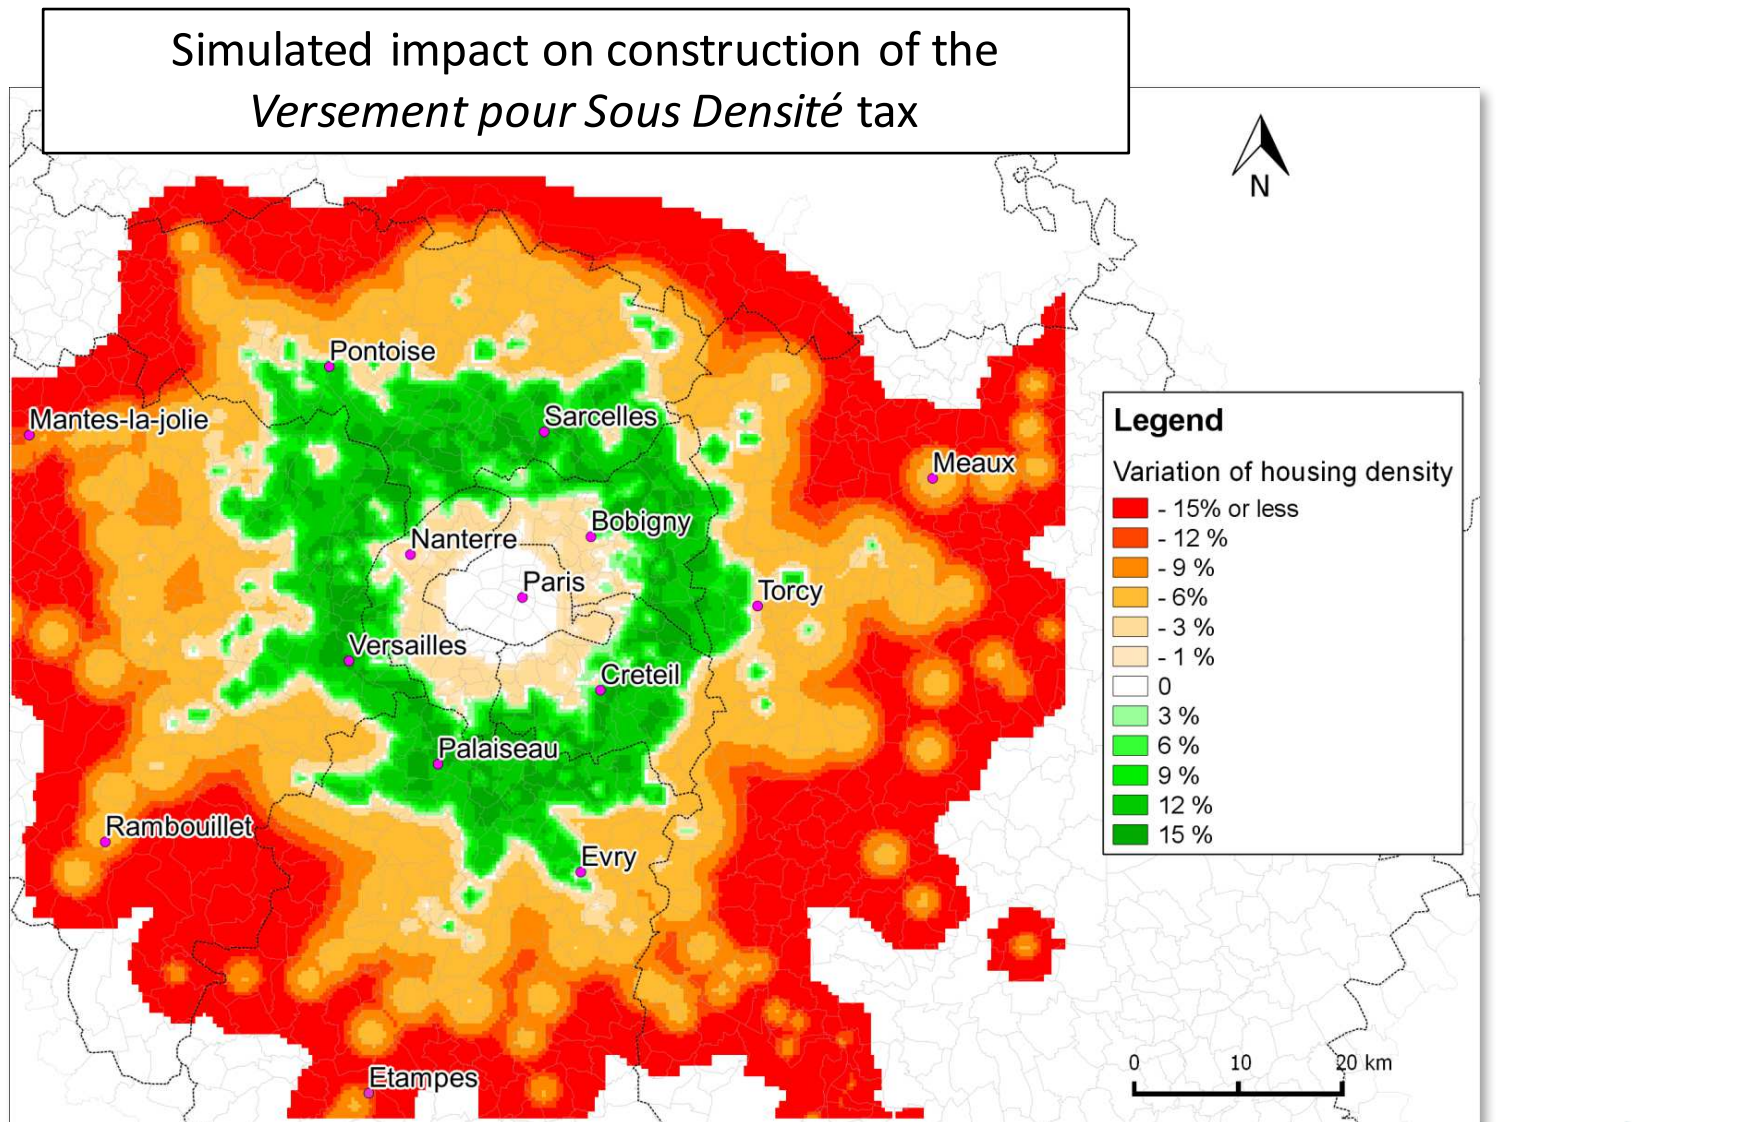 Simulated impact on construction of the
Versement pour Sous Densité tax
N
Pontoise
Mantes-la-jolie
Sarcelles
Meaux
Nanterre
Bobigny
Paris
Torcy
Versailles
Creteil
Palaiseau
Rambouillet
Evry
Etampes
Legend
Variation of housing density
- 15% or less
- 12 %
- 9 %
- 6%
- 3 %
- 1 %
0
3 %
6 %
9 %
12 %
15 %
0 10 20 km